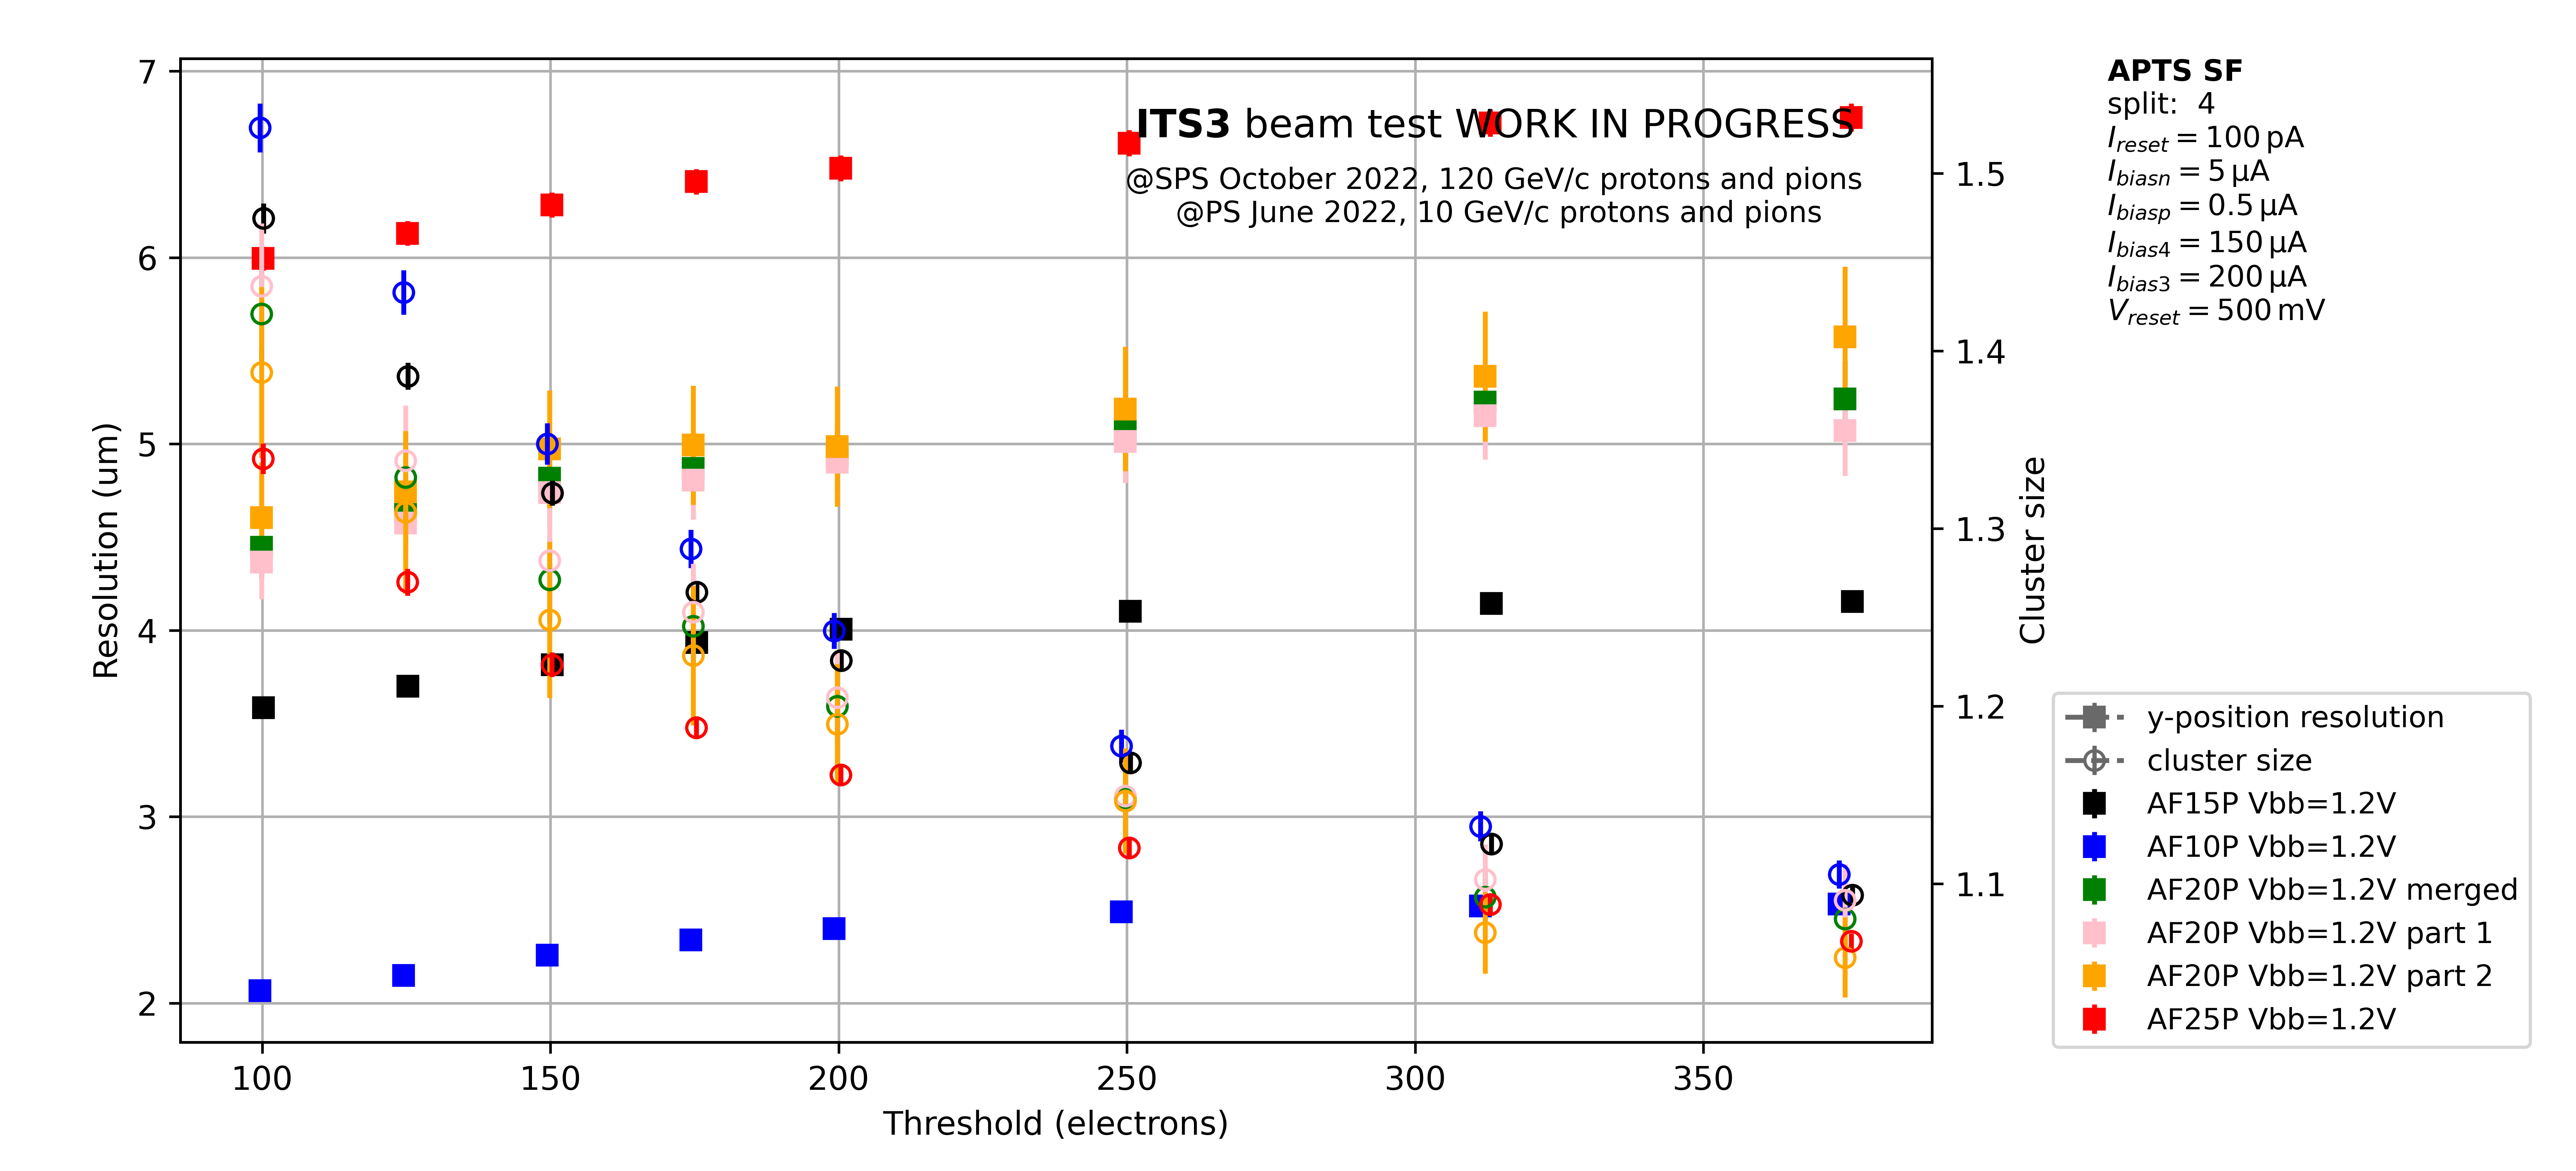 7
6
5
4
3
2
Resolution (um)
100
150
200
250
300
350
Threshold (electrons)
1.5
1.4
1.3
1.2
1.1
Cluster size
ITS3 beam test WORK IN PROGRESS
@SPS October 2022, 120 GeV/c protons and pions
@PS June 2022, 10 GeV/c protons and pions
APTS SF
split: 4
I_reset = 100 pA
I_biasn = 5 μA
I_biasp = 0.5 μA
I_bias4 = 150 μA
I_bias3 = 200 μA
V_reset = 500 mV
y-position resolution
cluster size
AF15P Vbb=1.2V
AF10P Vbb=1.2V
AF20P Vbb=1.2V merged
AF20P Vbb=1.2V part 1
AF20P Vbb=1.2V part 2
AF25P Vbb=1.2V